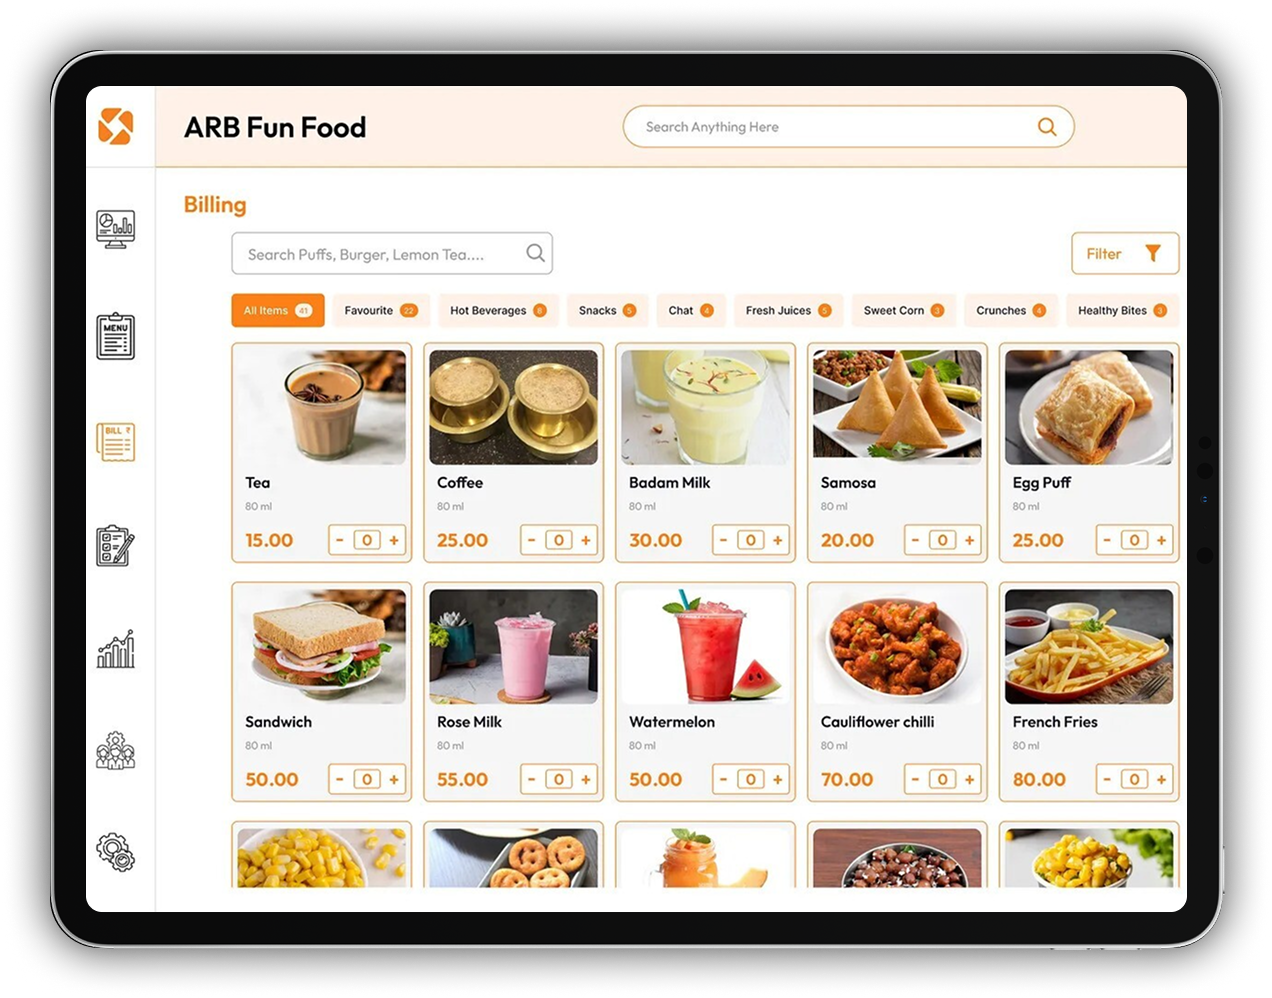 ARB Fun Food
Search Anything Here
Billing
Search Puffs, Burger, Lemon Tea....
Filter
All Items 41
Favourite 22
Hot Beverages 8
Snacks 5
Chat 4
Fresh Juices 5
Sweet Corn 3
Crunches 4
Healthy Bites 3
MENU
BILL ₹
Tea
80 ml
15.00 - 0 +
Coffee
80 ml
25.00 - 0 +
Badam Milk
80 ml
30.00 - 0 +
Samosa
80 ml
20.00 - 0 +
Egg Puff
80 ml
25.00 - 0 +
Sandwich
80 ml
50.00 - 0 +
Rose Milk
80 ml
55.00 - 0 +
Watermelon
80 ml
50.00 - 0 +
Cauliflower chilli
80 ml
70.00 - 0 +
French Fries
80 ml
80.00 - 0 +